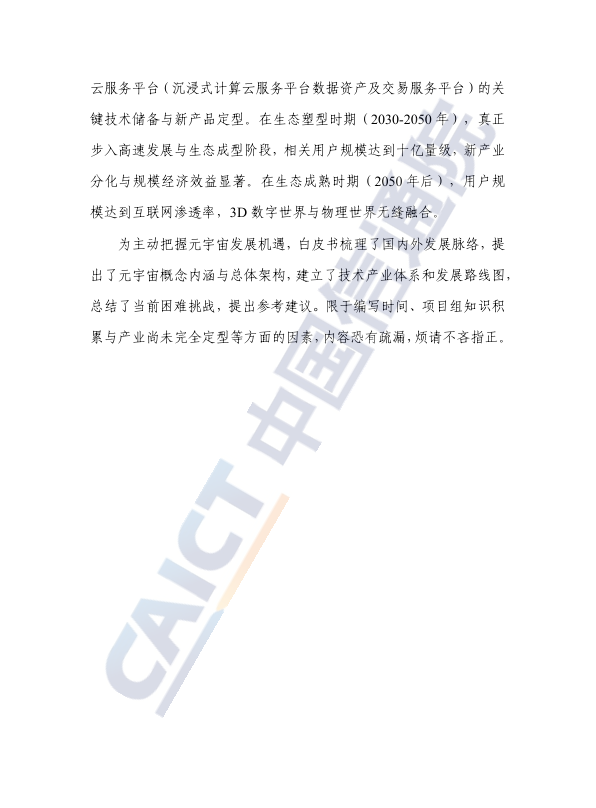 云服务平台（沉浸式计算云服务平台数据资产及交易服务平台）的关
键技术储备与新产品定型。在生态塑型时期（2030-2050 年），真正
步入高速发展与生态成型阶段，相关用户规模达到十亿量级，新产业
分化与规模经济效益显著。在生态成熟时期（2050 年后），用户规
模达到互联网渗透率，3D 数字世界与物理世界无缝融合。
为主动把握元宇宙发展机遇，白皮书梳理了国内外发展脉络，提
出了元宇宙概念内涵与总体架构，建立了技术产业体系和发展路线图，
总结了当前困难挑战，提出参考建议。限于编写时间、项目组知识积
累与产业尚未完全定型等方面的因素，内容恐有疏漏，烦请不吝指正。
CAICT 中国信通院